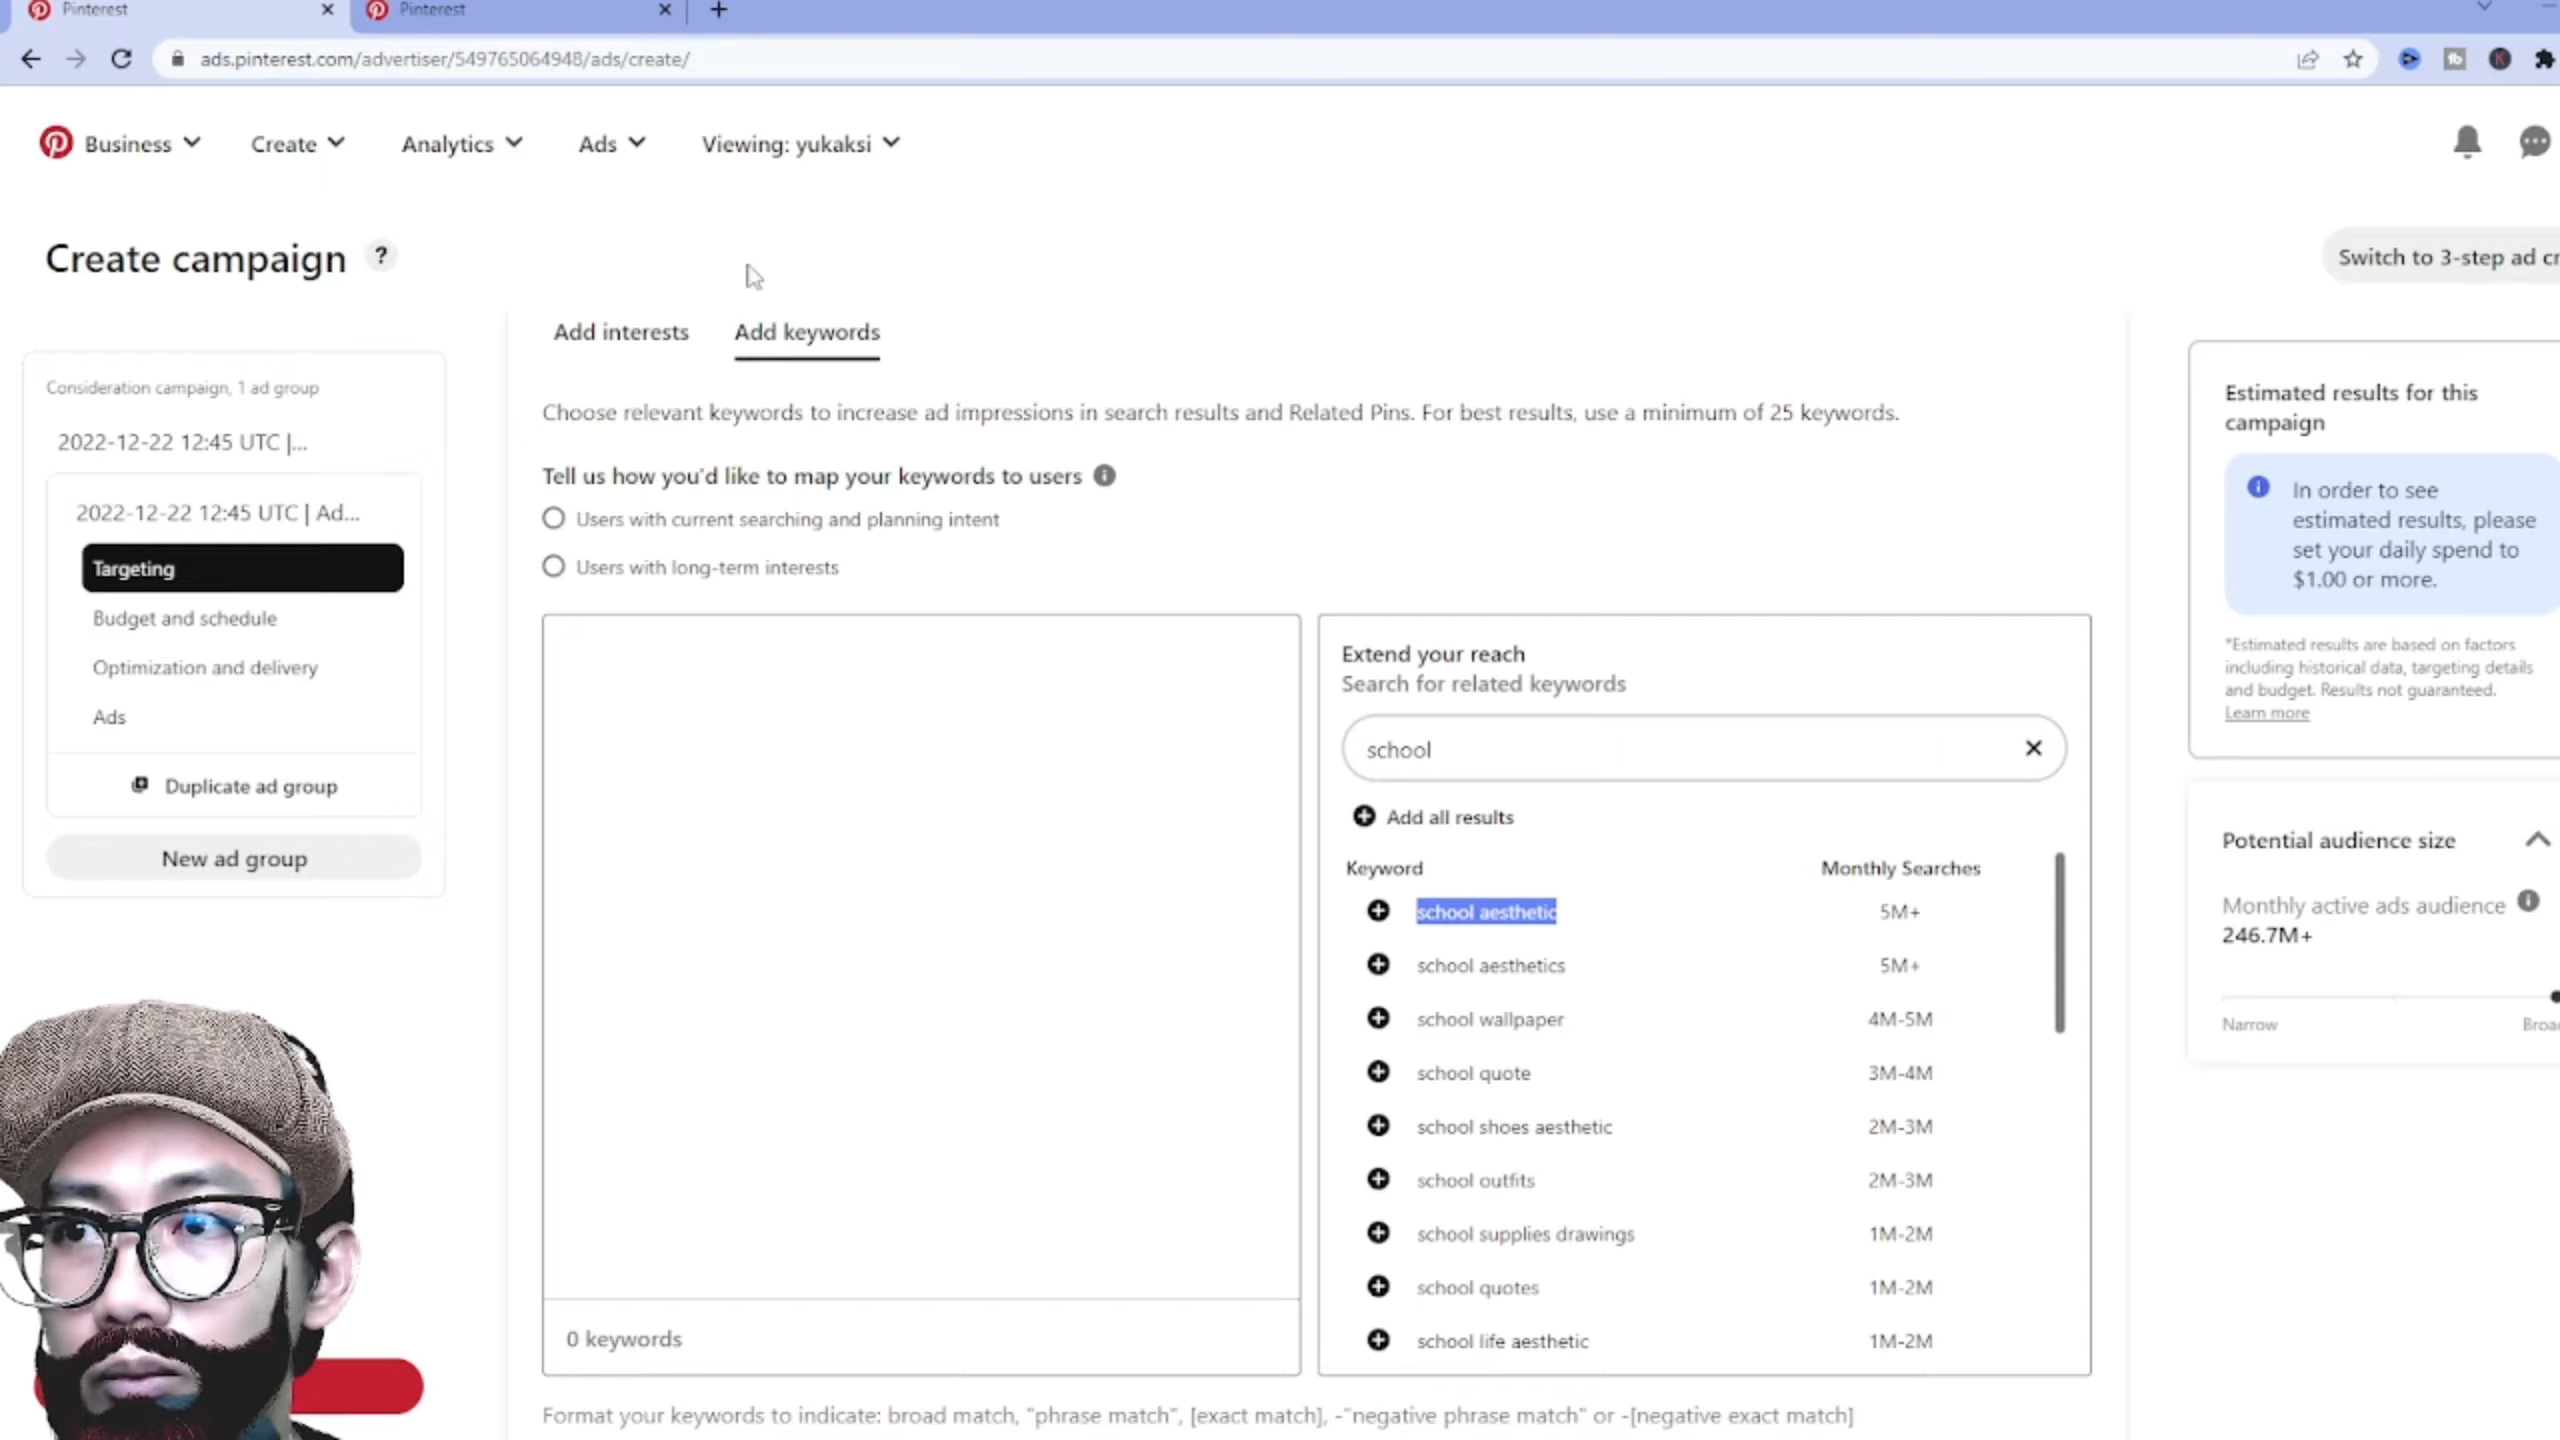 Pinterest
Pinterest
ads.pinterest.com/advertiser/549765064948/ads/create/
Business
Create
Analytics
Ads
Viewing: yukaksi
Create campaign ?
Switch to 3-step ad cr
Consideration campaign, 1 ad group
2022-12-22 12:45 UTC |...
2022-12-22 12:45 UTC | Ad...
Targeting
Budget and schedule
Optimization and delivery
Ads
Duplicate ad group
New ad group
Add interests
Add keywords
Choose relevant keywords to increase ad impressions in search results and Related Pins. For best results, use a minimum of 25 keywords.
Tell us how you'd like to map your keywords to users
Users with current searching and planning intent
Users with long-term interests
0 keywords
Extend your reach
Search for related keywords
school
Add all results
Keyword Monthly Searches
school aesthetic 5M+
school aesthetics 5M+
school wallpaper 4M-5M
school quote 3M-4M
school shoes aesthetic 2M-3M
school outfits 2M-3M
school supplies drawings 1M-2M
school quotes 1M-2M
school life aesthetic 1M-2M
Format your keywords to indicate: broad match, "phrase match", [exact match], -"negative phrase match" or -[negative exact match]
Estimated results for this
campaign
In order to see
estimated results, please
set your daily spend to
$1.00 or more.
*Estimated results are based on factors
including historical data, targeting details
and budget. Results not guaranteed.
Learn more
Potential audience size
Monthly active ads audience
246.7M+
Narrow
Broa